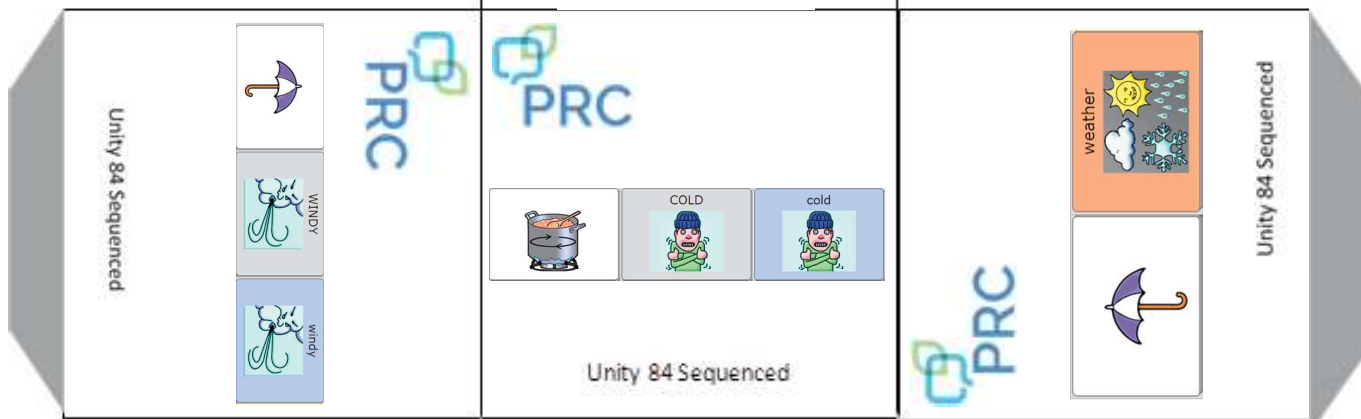 PRC
WINDY
windy
Unity 84 Sequenced
PRC
COLD
cold
Unity 84 Sequenced
Unity 84 Sequenced
weather
PRC